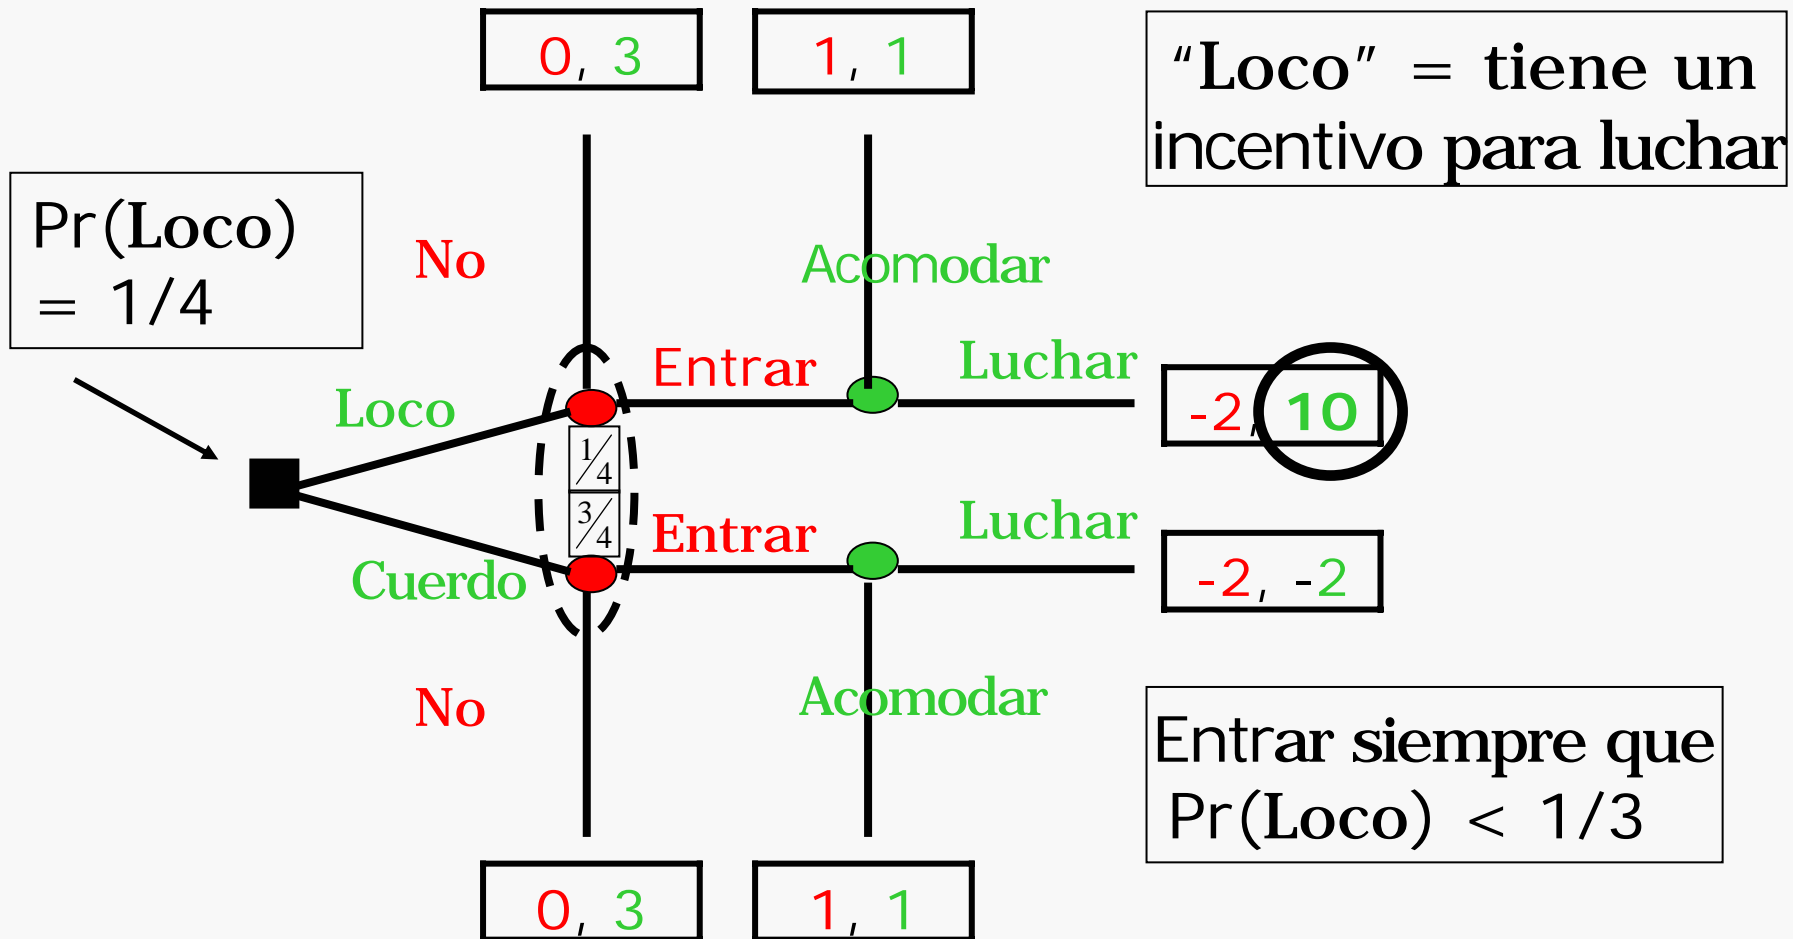 0, 3
1, 1
“Loco” = tiene un
incentivo para luchar
Pr(Loco)
= 1/4
No
Acomodar
Entrar
Luchar
Loco
-2, 10
1/4
3/4
Entrar
Luchar
Cuerdo
-2, -2
No
Acomodar
Entrar siempre que
Pr(Loco) < 1/3
0, 3
1, 1